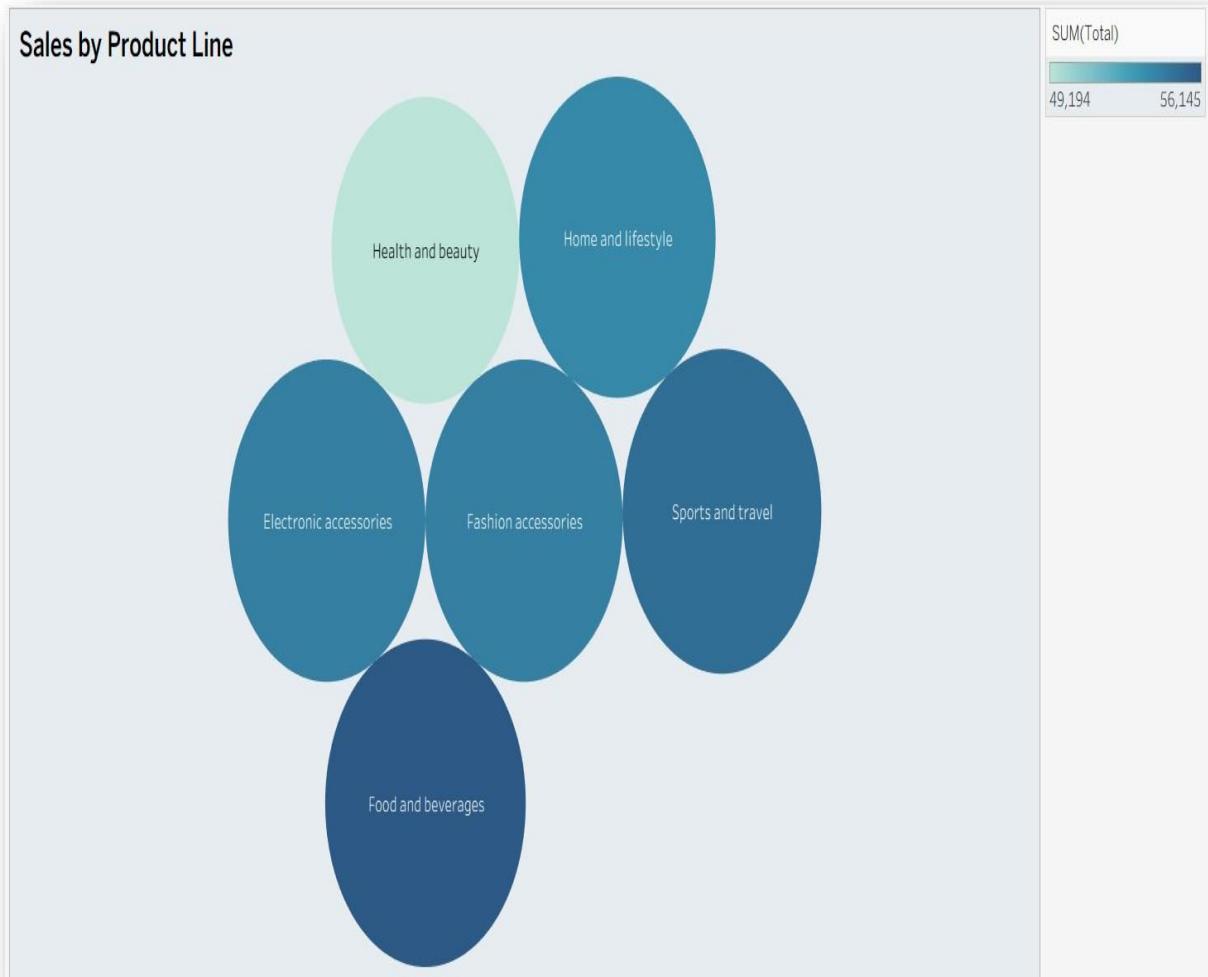 Sales by Product Line
SUM(Total)
49,194 56,145
Health and beauty
Home and lifestyle
Electronic accessories
Fashion accessories
Sports and travel
Food and beverages